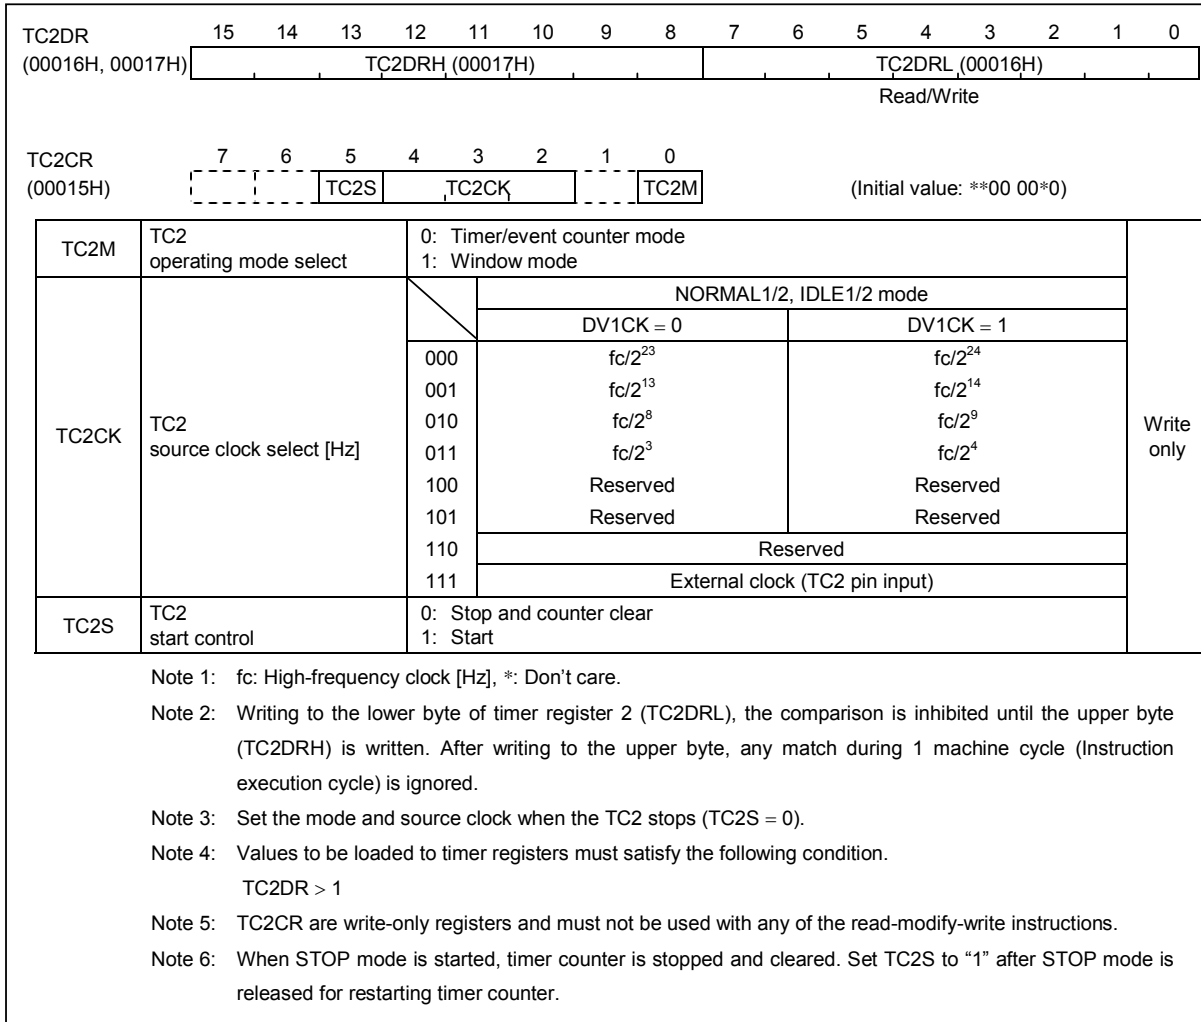 TC2DR 15 14 13 12 11 10 9 8 7 6 5 4 3 2 1 0
(00016H, 00017H) TC2DRH (00017H) TC2DRL (00016H)
Read/Write
TC2CR 7 6 5 4 3 2 1 0
(00015H) TC2S TC2CK TC2M (Initial value: **00 00*0)
TC2M TC2 operating mode select 0: Timer/event counter mode
1: Window mode
NORMAL1/2, IDLE1/2 mode
DV1CK = 0 DV1CK = 1
000 fc/2^23 fc/2^24
001 fc/2^13 fc/2^14
TC2CK TC2 source clock select [Hz] 010 fc/2^8 fc/2^9 Write only
011 fc/2^3 fc/2^4
100 Reserved Reserved
101 Reserved Reserved
110 Reserved
111 External clock (TC2 pin input)
TC2S TC2 start control 0: Stop and counter clear
1: Start
Note 1: fc: High-frequency clock [Hz], *: Don't care.
Note 2: Writing to the lower byte of timer register 2 (TC2DRL), the comparison is inhibited until the upper byte
(TC2DRH) is written. After writing to the upper byte, any match during 1 machine cycle (Instruction
execution cycle) is ignored.
Note 3: Set the mode and source clock when the TC2 stops (TC2S = 0).
Note 4: Values to be loaded to timer registers must satisfy the following condition.
TC2DR > 1
Note 5: TC2CR are write-only registers and must not be used with any of the read-modify-write instructions.
Note 6: When STOP mode is started, timer counter is stopped and cleared. Set TC2S to “1” after STOP mode is
released for restarting timer counter.